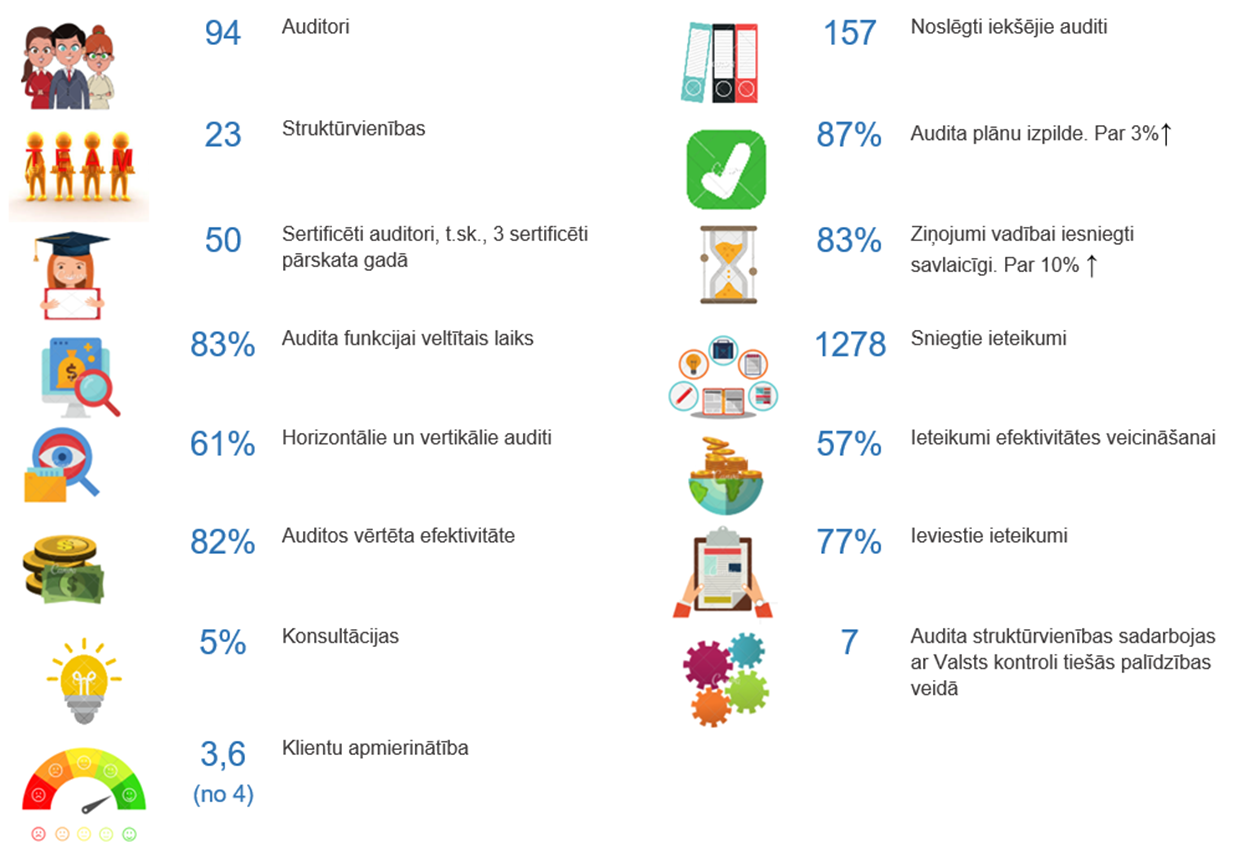 94
Auditori
TEAM
23
Struktūrvienības
50
Sertificēti auditori, t.sk., 3 sertificēti
pārskata gadā
83%
Audita funkcijai veltītais laiks
61%
Horizontālie un vertikālie auditi
82%
Auditos vērtēta efektivitāte
5%
Konsultācijas
3,6
(no 4)
Klientu apmierinātība
157
Noslēgti iekšējie auditi
87%
Audita plānu izpilde. Par 3%↑
83%
Ziņojumi vadībai iesniegti
savlaicīgi. Par 10% ↑
1278
Sniegtie ieteikumi
57%
Ieteikumi efektivitātes veicināšanai
77%
Ieviestie ieteikumi
7
Audita struktūrvienības sadarbojas
ar Valsts kontroli tiešās palīdzības
veidā